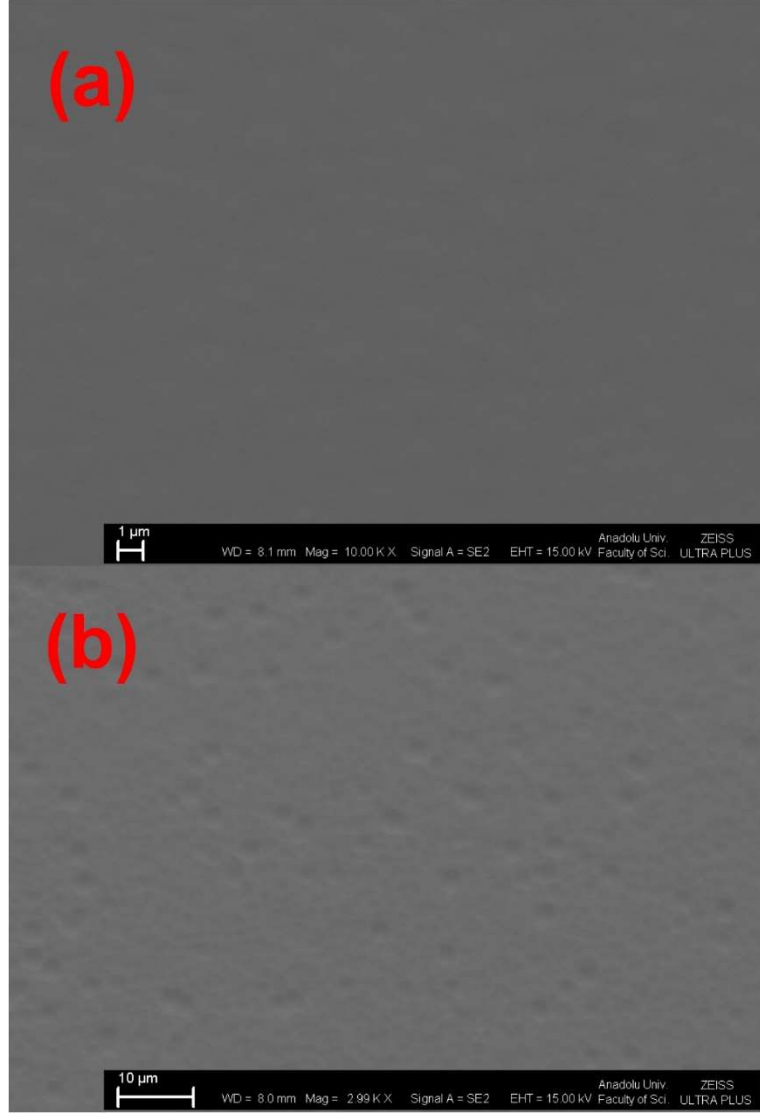 (a)
1 µm
WD = 8.1 mm Mag = 10.00 K X Signal A = SE2 EHT = 15.00 kV Anadolu Univ. Faculty of Sci. ZEISS ULTRA PLUS
(b)
10 µm
WD = 8.0 mm Mag = 2.99 K X Signal A = SE2 EHT = 15.00 kV Anadolu Univ. Faculty of Sci. ZEISS ULTRA PLUS